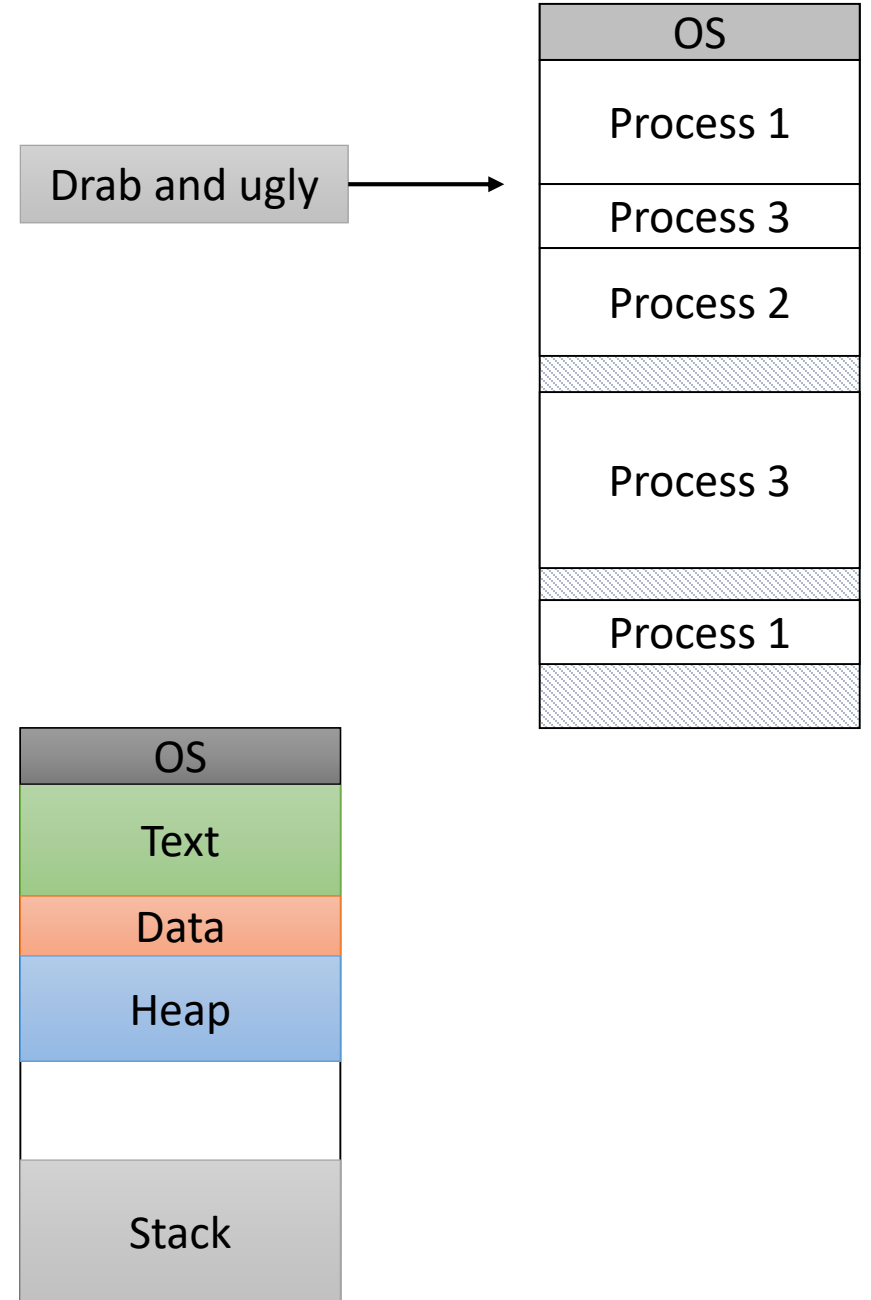 OS
Process 1
Drab and ugly
Process 3
Process 2
Process 3
Process 1
OS
Text
Data
Heap
Stack